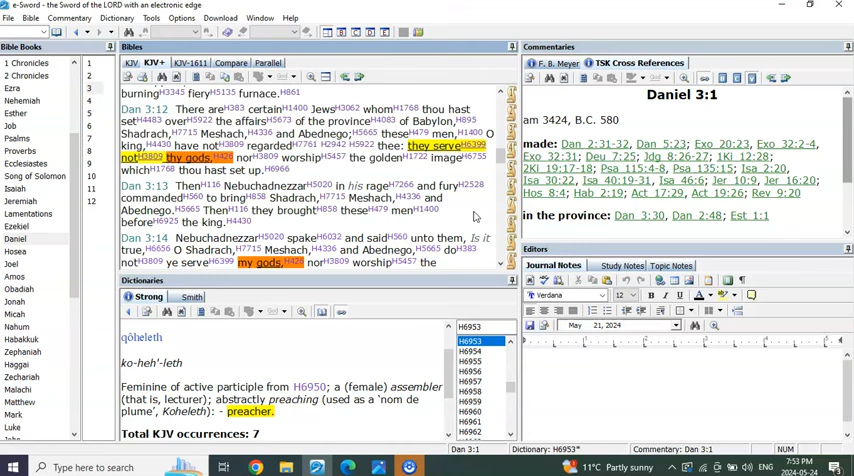 e-Sword - the Sword of the LORD with an electronic edge
File Bible Commentary Dictionary Tools Options Download Window Help
B C D E
Bible Books
1 Chronicles
2 Chronicles
Ezra
Nehemiah
Esther
Job
Psalms
Proverbs
Ecclesiastes
Song of Solomon
Isaiah
Jeremiah
Lamentations
Ezekiel
Daniel
Hosea
Joel
Amos
Obadiah
Jonah
Micah
Nahum
Habakkuk
Zephaniah
Haggai
Zechariah
Malachi
Matthew
Mark
Luke
1
2
3
4
5
6
7
8
9
10
11
12
Bibles
KJV KJV+ KJV-1611 Compare Parallel
burning H3345 fiery H5135 furnace. H861
Dan 3:12 There are H383 certain H1400 Jews H3062 whom H1768 thou hast
set H4483 over H5922 the affairs H5673 of the province H4083 of Babylon, H895
Shadrach, H7715 Meshach, H4336 and Abednego; H5665 these H479 men, H1400 O
king, H4430 have not H3809 regarded H7761 H2942 H5922 thee: they serve H6399
not H3809 thy gods, H426 nor H3809 worship H5457 the golden H1722 image H6755
which H1768 thou hast set up. H6966
Dan 3:13 Then H116 Nebuchadnezzar H5020 in his rage H7266 and fury H2528
commanded H560 to bring H858 Shadrach, H7715 Meshach, H4336 and
Abednego. H5665 Then H116 they brought H858 these H479 men H1400
before H6925 the king. H4430
Dan 3:14 Nebuchadnezzar H5020 spake H6032 and said H560 unto them, Is it
true, H6656 O Shadrach, H7715 Meshach, H4336 and Abednego, H5665 do H383
not H3809 ye serve H6399 my gods, H426 nor H3809 worship H5457 the
Dictionaries
Strong Smith
qôheleth
ko-heh'-leth
Feminine of active participle from H6950; a (female) assembler
(that is, lecturer); abstractly preaching (used as a 'nom de
plume', Koheleth): - preacher.
Total KJV occurrences: 7
H6953
H6953
H6954
H6955
H6956
H6957
H6958
H6959
H6960
H6961
H6962
Commentaries
F. B. Meyer TSK Cross References
Daniel 3:1
am 3424, B.C. 580
made: Dan 2:31-32, Dan 5:23; Exo 20:23, Exo 32:2-4,
Exo 32:31; Deu 7:25; Jdg 8:26-27; 1Ki 12:28;
2Ki 19:17-18; Psa 115:4-8, Psa 135:15; Isa 2:20,
Isa 30:22, Isa 40:19-31, Isa 46:6; Jer 10:9, Jer 16:20;
Hos 8:4; Hab 2:19; Act 17:29, Act 19:26; Rev 9:20
in the province: Dan 3:30, Dan 2:48; Est 1:1
Editors
Journal Notes Study Notes Topic Notes
Verdana 12 B I U A
May 21, 2024
1 2 3 4 5
Dan 3:1 Dictionary: H6953* Commentary: Dan 3:1 NUM
Type here to search
11°C Partly sunny
7:53 PM
2024-05-24